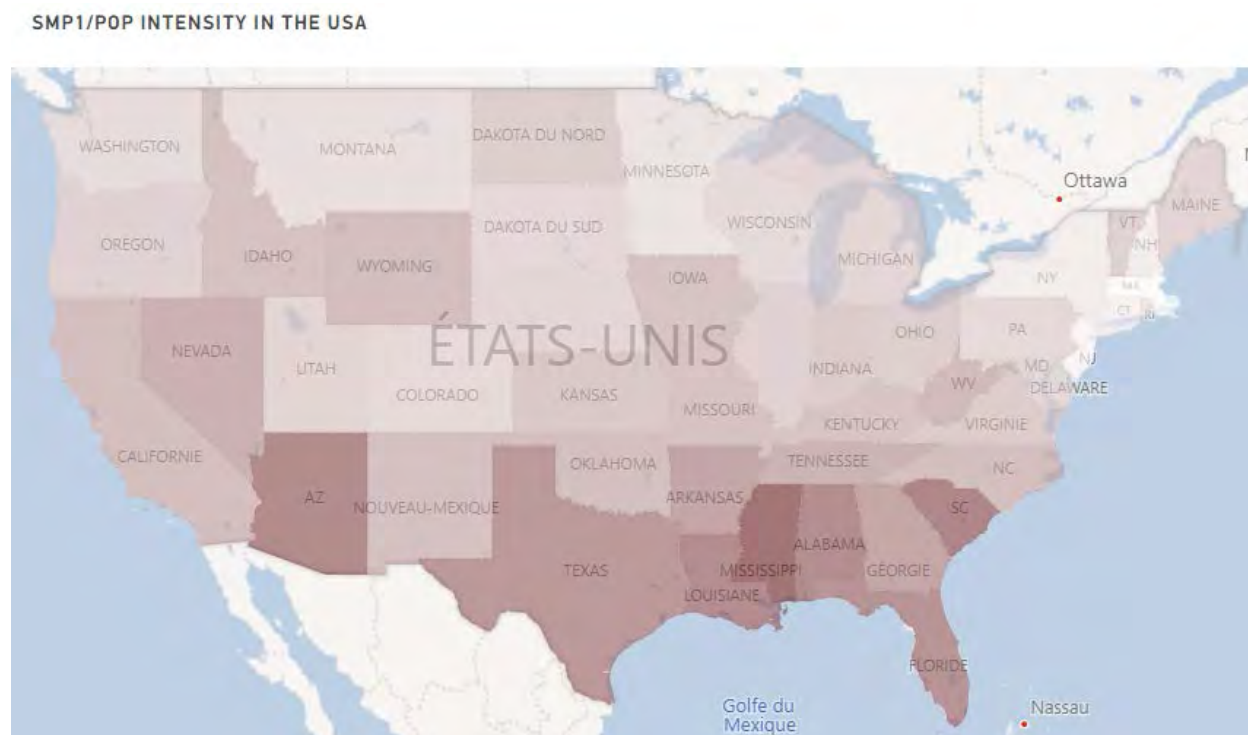 SMP1/POP INTENSITY IN THE USA
WASHINGTON
MONTANA
DAKOTA DU NORD
MINNESOTA
Ottawa
MAINE
VT
NH
OREGON
IDAHO
WYOMING
DAKOTA DU SUD
WISCONSIN
MICHIGAN
NY
MA
CT
RI
IOWA
NEVADA
UTAH
ÉTATS-UNIS
OHIO
PA
NJ
INDIANA
MD
DELAWARE
COLORADO
KANSAS
MISSOURI
WV
KENTUCKY
VIRGINIE
CALIFORNIE
OKLAHOMA
TENNESSEE
NC
AZ
NOUVEAU-MEXIQUE
ARKANSAS
SC
ALABAMA
TEXAS
MISSISSIPPI
GÉORGIE
LOUISIANE
FLORIDE
Golfe du
Mexique
Nassau